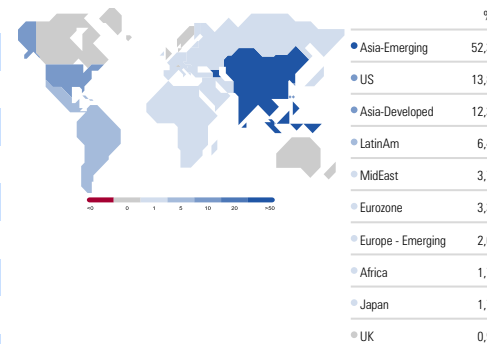 %
Asia-Emerging 52,
US 13,
Asia-Developed 12,
LatinAm 6,
MidEast 3,
Eurozone 3,
Europe - Emerging 2,
Africa 1,
Japan 1,
UK 0,
<0 0 1 5 10 20 >50